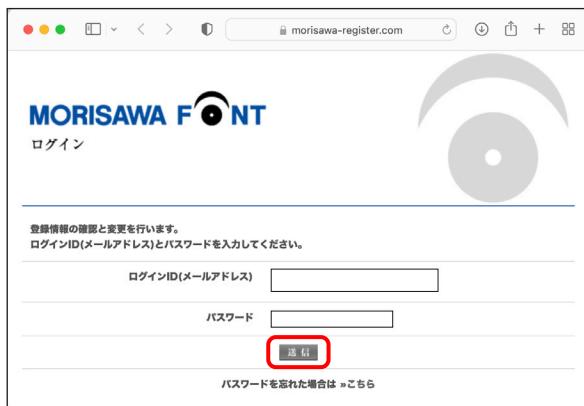 morisawa-register.com
MORISAWA FONT
ログイン
登録情報の確認と変更を行います。
ログインID(メールアドレス)とパスワードを入力してください。
ログインID(メールアドレス)
パスワード
送信
パスワードを忘れた場合は »こちら